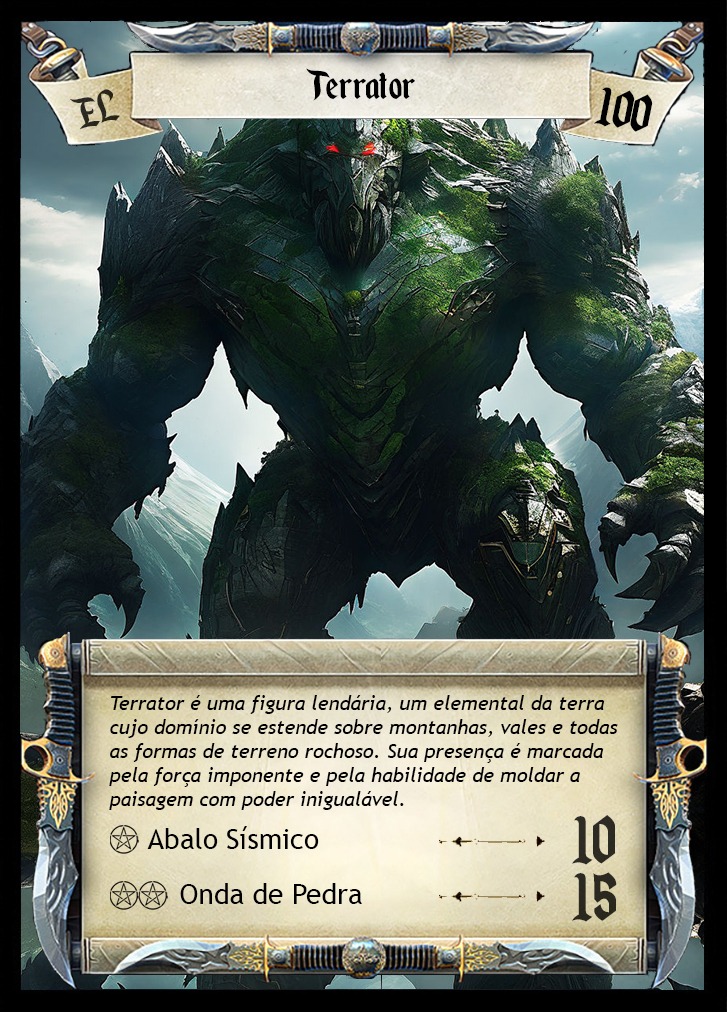 Terrator
EL
100
Terrator é uma figura lendária, um elemental da terra
cujo domínio se estende sobre montanhas, vales e todas
as formas de terreno rochoso. Sua presença é marcada
pela força imponente e pela habilidade de moldar a
paisagem com poder inigualável.
Abalo Sísmico 10
Onda de Pedra 15